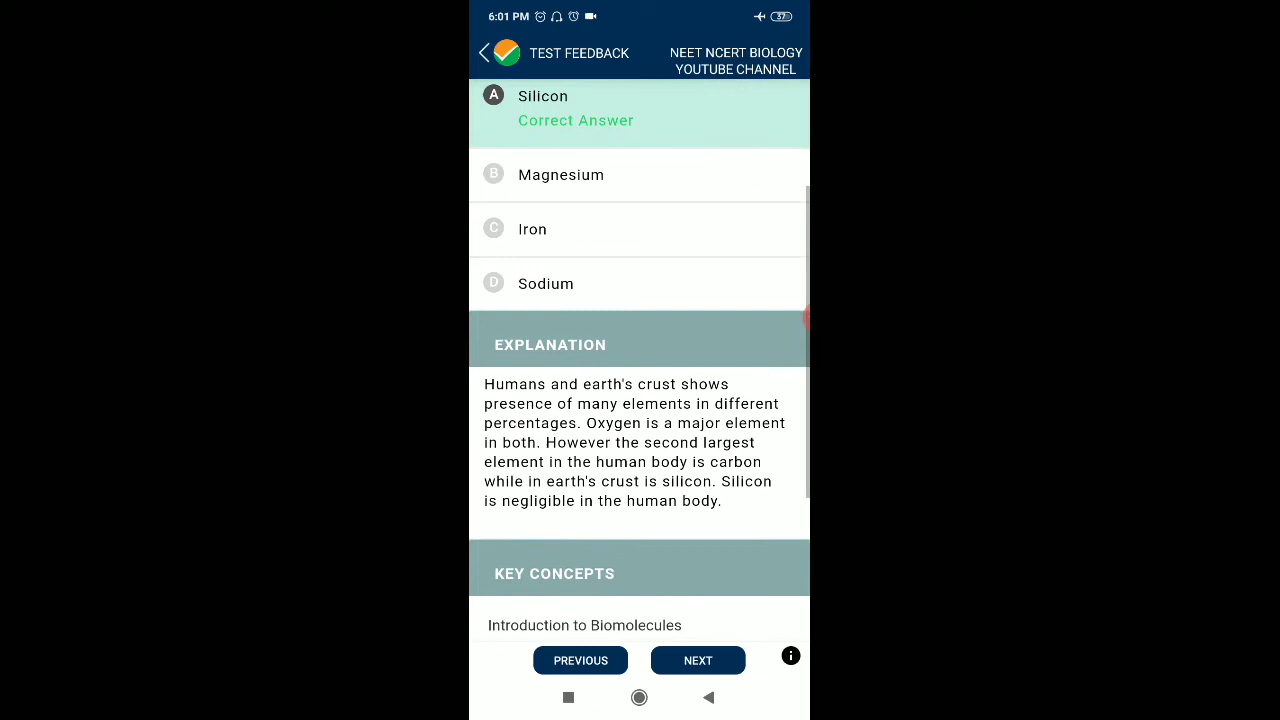 6:01 PM 37
TEST FEEDBACK
NEET NCERT BIOLOGY
YOUTUBE CHANNEL
A Silicon
Correct Answer
B Magnesium
C Iron
D Sodium
EXPLANATION
Humans and earth's crust shows
presence of many elements in different
percentages. Oxygen is a major element
in both. However the second largest
element in the human body is carbon
while in earth's crust is silicon. Silicon
is negligible in the human body.
KEY CONCEPTS
Introduction to Biomolecules
PREVIOUS NEXT